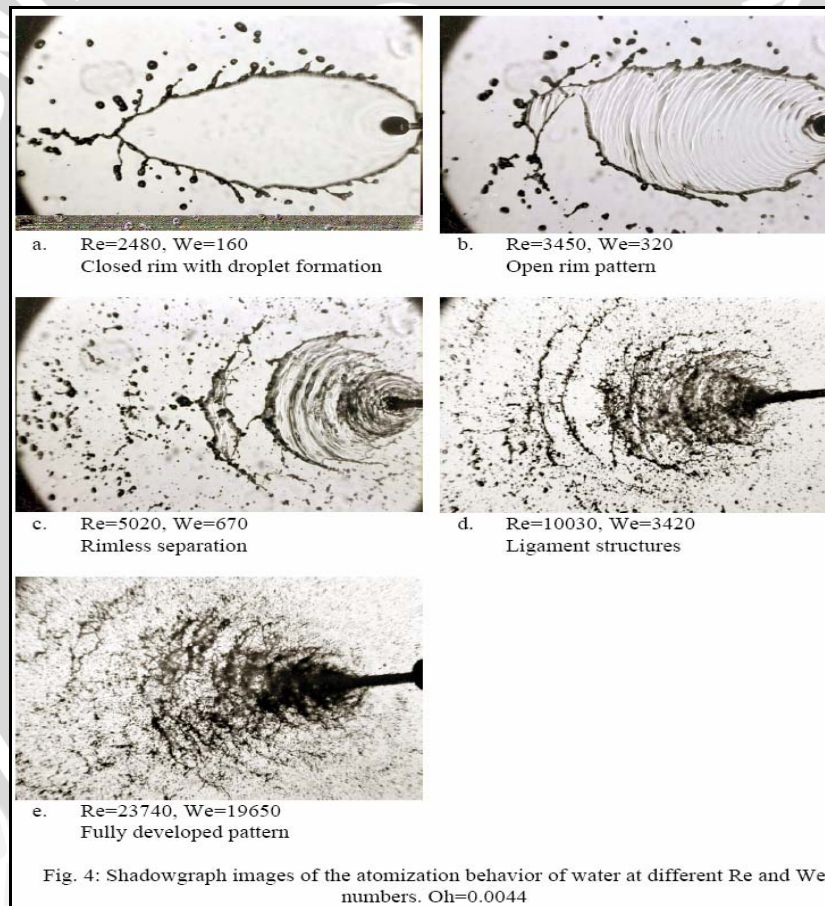 a. Re=2480, We=160
Closed rim with droplet formation
b. Re=3450, We=320
Open rim pattern
c. Re=5020, We=670
Rimless separation
d. Re=10030, We=3420
Ligament structures
e. Re=23740, We=19650
Fully developed pattern
Fig. 4: Shadowgraph images of the atomization behavior of water at different Re and We
numbers. Oh=0.0044